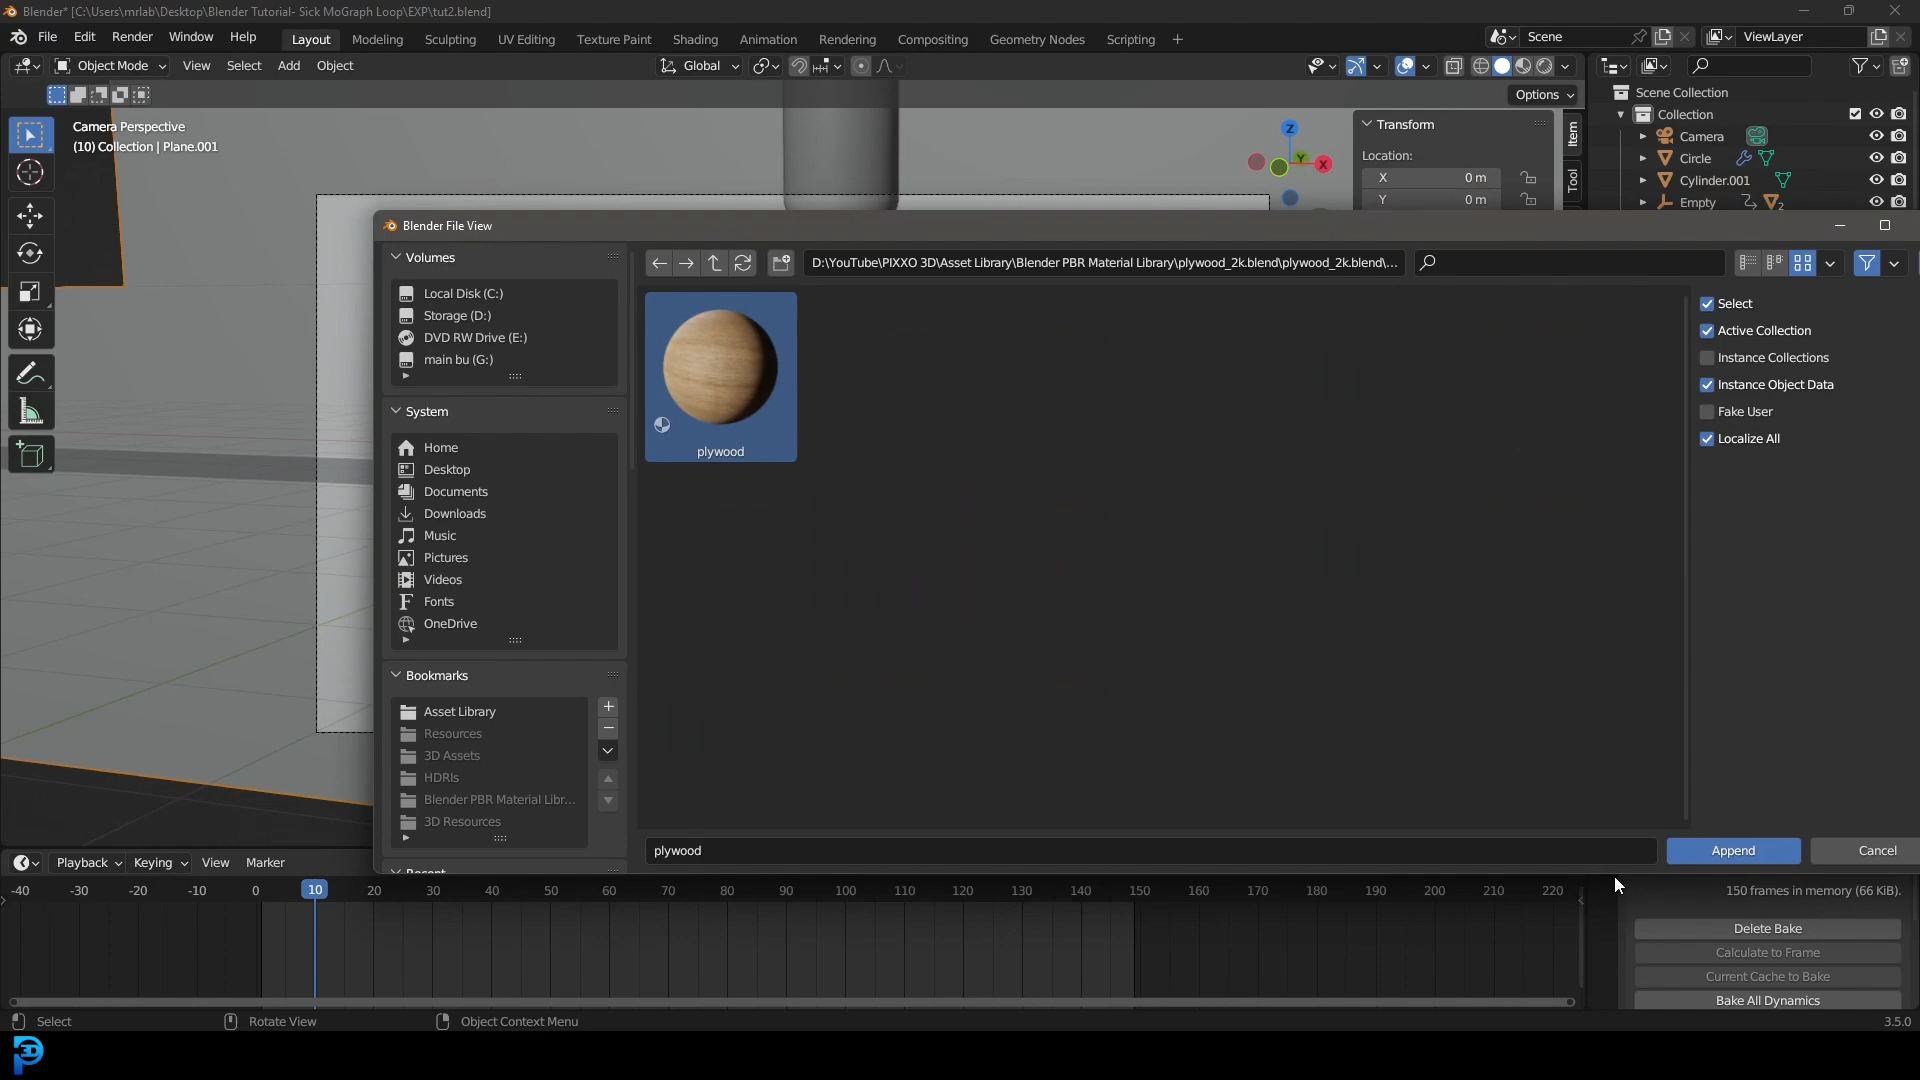 Blender* [C:\Users\mrlab\Desktop\Blender Tutorial- Sick MoGraph Loop\EXP\tut2.blend]
File Edit Render Window Help Layout Modeling Sculpting UV Editing Texture Paint Shading Animation Rendering Compositing Geometry Nodes Scripting + Scene ViewLayer
Object Mode View Select Add Object Global
Options
Camera Perspective
(10) Collection | Plane.001
Z
Y
X
Transform
Location:
X 0 m
Y 0 m
Item
Tool
Scene Collection
Collection
Camera
Circle
Cylinder.001
Empty 2
Blender File View
Volumes
Local Disk (C:)
Storage (D:)
DVD RW Drive (E:)
main bu (G:)
System
Home
Desktop
Documents
Downloads
Music
Pictures
Videos
Fonts
OneDrive
Bookmarks
Asset Library
Resources
3D Assets
HDRIs
Blender PBR Material Libr...
3D Resources
Recent
D:\YouTube\PIXXO 3D\Asset Library\Blender PBR Material Library\plywood_2k.blend\plywood_2k.blend\...
plywood
Select
Active Collection
Instance Collections
Instance Object Data
Fake User
Localize All
plywood
Append
Cancel
Playback Keying View Marker
-40 -30 -20 -10 0 10 20 30 40 50 60 70 80 90 100 110 120 130 140 150 160 170 180 190 200 210 220
150 frames in memory (66 KiB).
Delete Bake
Calculate to Frame
Current Cache to Bake
Bake All Dynamics
Select Rotate View Object Context Menu 3.5.0
3D